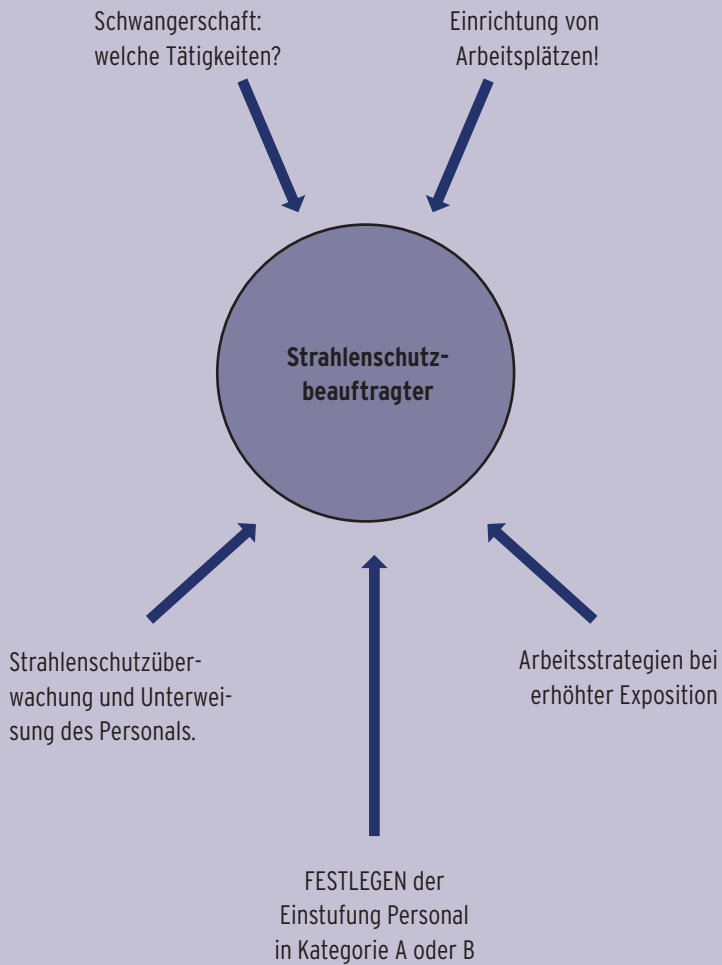 Schwangerschaft:
welche Tätigkeiten?
Einrichtung von
Arbeitsplätzen!
Strahlenschutz-
beauftragter
Strahlenschutzüber-
wachung und Unterwei-
sung des Personals.
Arbeitsstrategien bei
erhöhter Exposition
FESTLEGEN der
Einstufung Personal
in Kategorie A oder B